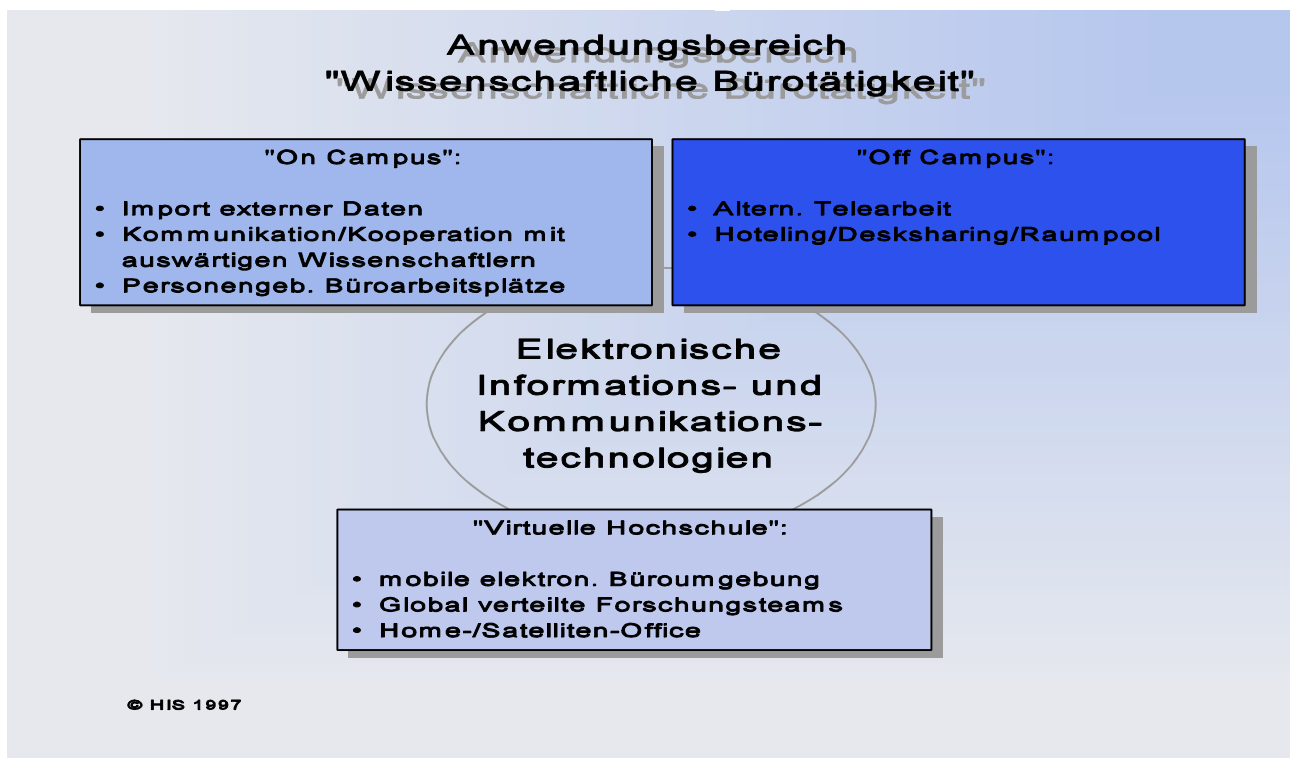 Anwendungsbereich
"Wissenschaftliche Bürotätigkeit"
"On Campus":
• Import externer Daten
• Kommunikation/Kooperation mit
auswärtigen Wissenschaftlern
• Personengeb. Büroarbeitsplätze
"Off Campus":
• Altern. Telearbeit
• Hoteling/Desksharing/Raumpool
Elektronische
Informations- und
Kommunikations-
technologien
"Virtuelle Hochschule":
• mobile elektron. Büroumgebung
• Global verteilte Forschungsteams
• Home-/Satelliten-Office
© HIS 1997